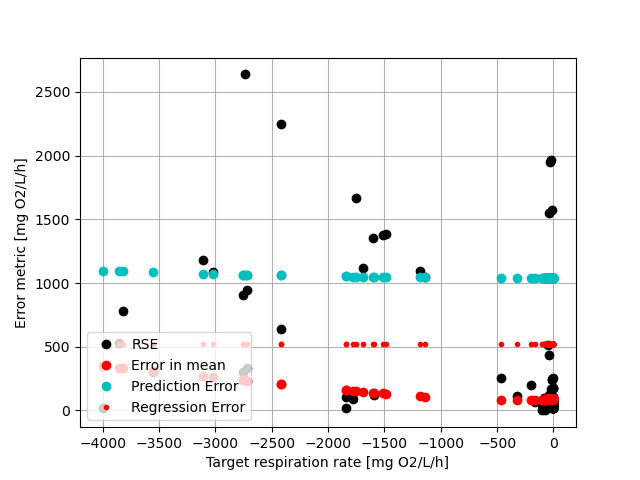 2500
2000
1500
1000
500
0
Error metric [mg O2/L/h]
RSE
Error in mean
Prediction Error
Regression Error
−4000 −3500 −3000 −2500 −2000 −1500 −1000 −500 0
Target respiration rate [mg O2/L/h]